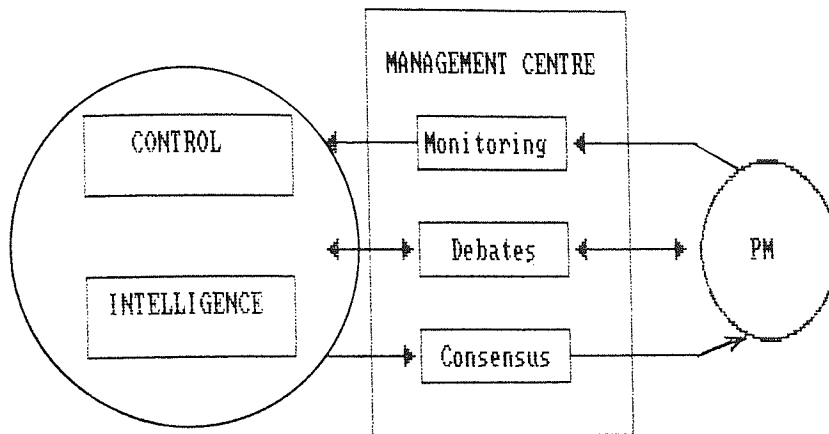 MANAGEMENT CENTRE
CONTROL
Monitoring
Debates
PM
INTELLIGENCE
Consensus